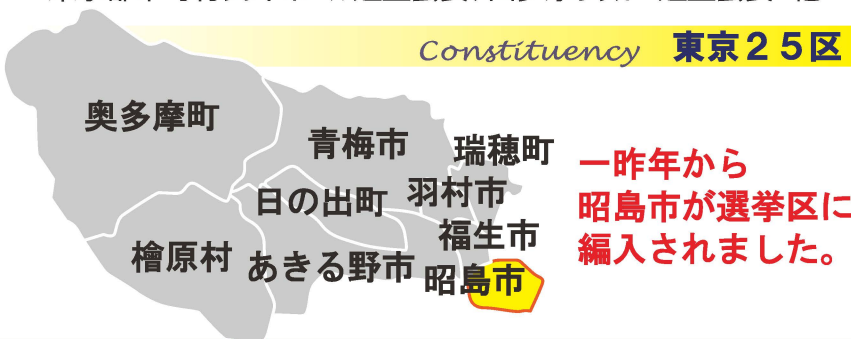 Constituency 東京２５区
奥多摩町
青梅市
瑞穂町
日の出町
羽村市
檜原村
あきる野市
福生市
昭島市
一昨年から
昭島市が選挙区に
編入されました。